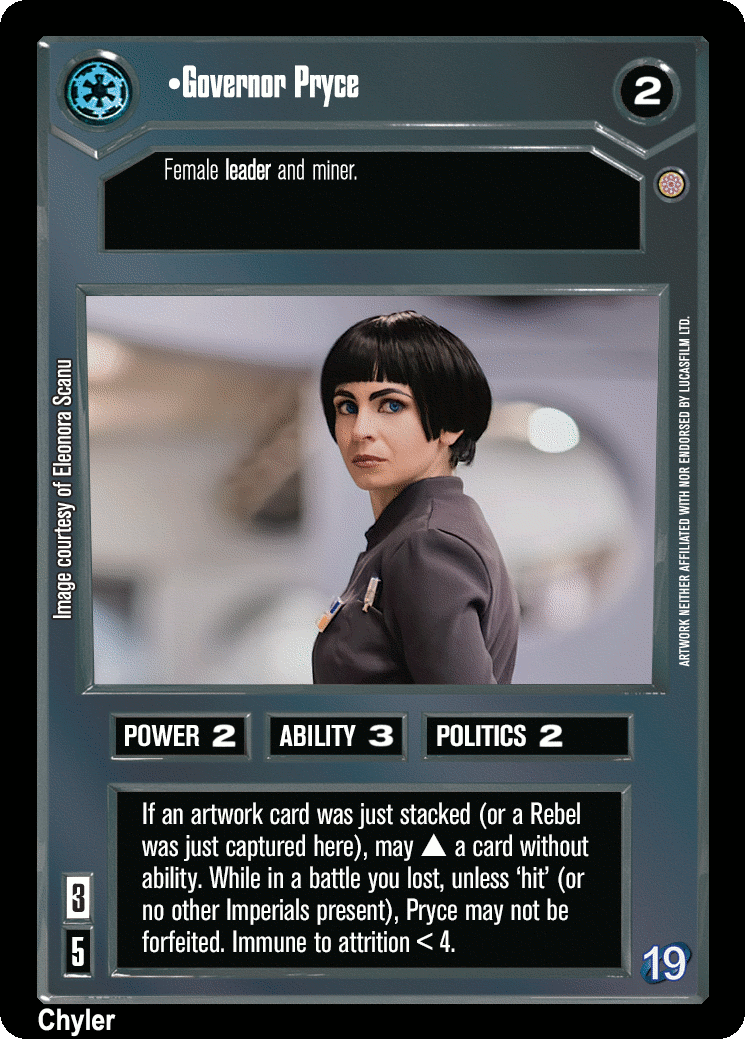 •Governor Pryce
2
Female leader and miner.
Image courtesy of Eleonora Scanu
ARTWORK NEITHER AFFILIATED WITH NOR ENDORSED BY LUCASFILM LTD.
POWER 2
ABILITY 3
POLITICS 2
If an artwork card was just stacked (or a Rebel
was just captured here), may ▲ a card without
ability. While in a battle you lost, unless ‘hit’ (or
no other Imperials present), Pryce may not be
forfeited. Immune to attrition < 4.
3
5
19
Chyler